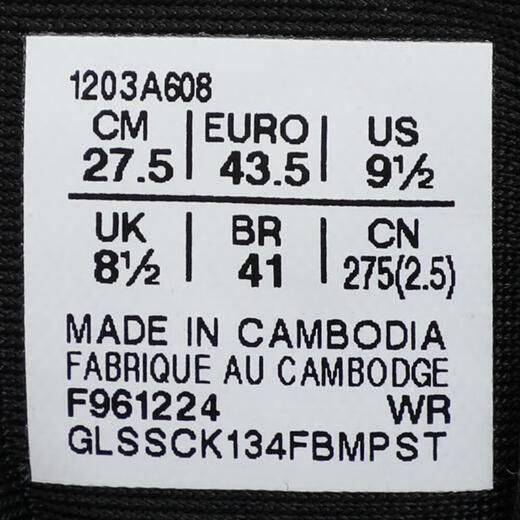 1203A608
CM | EURO | US
27.5 | 43.5 | 9½
UK | BR | CN
8½ | 41 | 275(2.5)
MADE IN CAMBODIA
FABRIQUE AU CAMBODGE
F961224 WR
GLSSCK134FBMPST